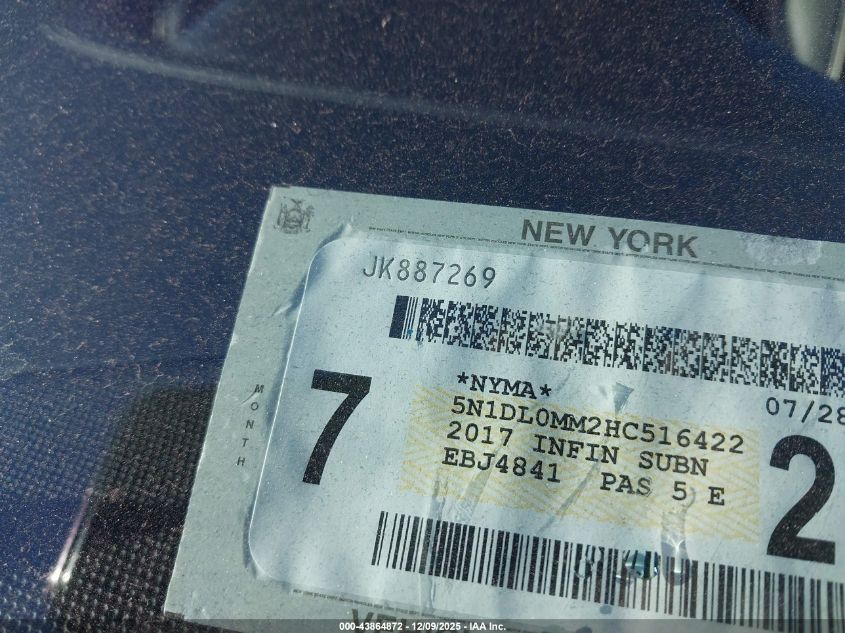 NEW YORK
JK887269
*NYMA*
07/28
5N1DL0MM2HC516422
2017 INFIN SUBN
EBJ4841 PAS 5 E
MONTH
7
2
000-43864872 • 12/09/2025 • IAA Inc.